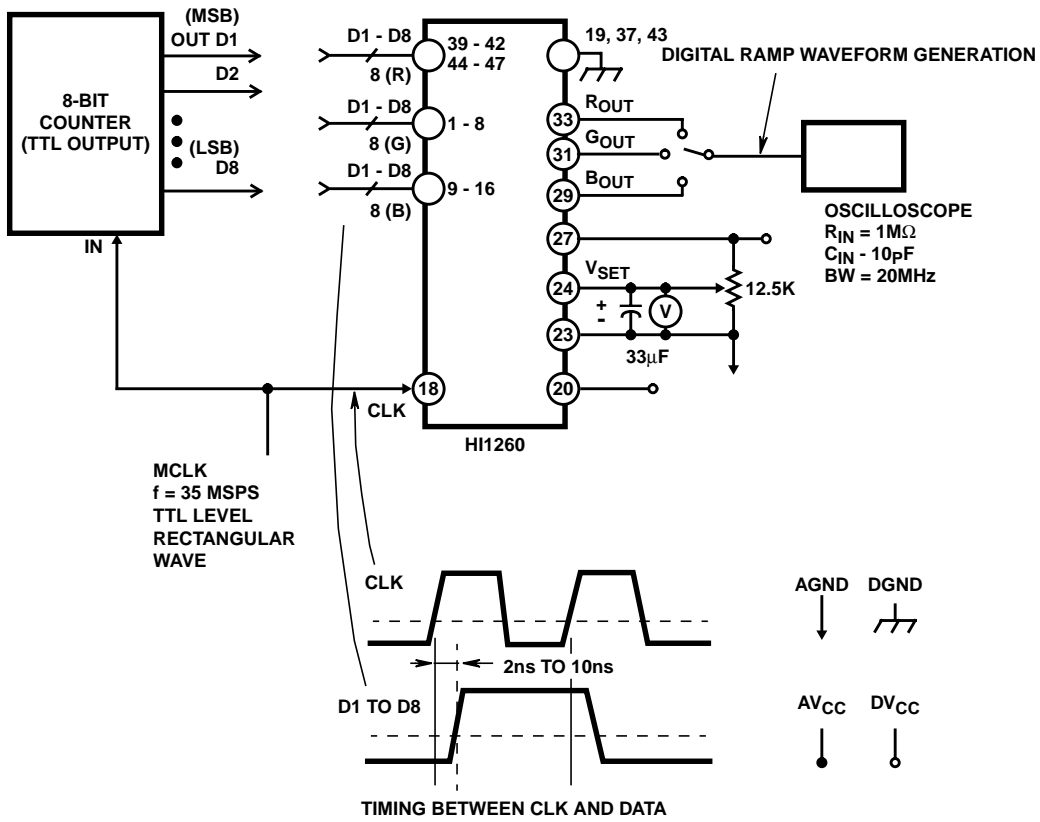 (MSB)
OUT D1
D2
8-BIT
COUNTER
(TTL OUTPUT)
(LSB)
D8
IN
D1 - D8
8 (R)
D1 - D8
8 (G)
D1 - D8
8 (B)
39 - 42
44 - 47
1 - 8
9 - 16
18
CLK
HI1260
19, 37, 43
33
ROUT
31
GOUT
29
BOUT
27
24
VSET
23
20
+
-
V
33µF
12.5K
DIGITAL RAMP WAVEFORM GENERATION
OSCILLOSCOPE
RIN = 1MΩ
CIN - 10PF
BW = 20MHz
MCLK
f = 35 MSPS
TTL LEVEL
RECTANGULAR
WAVE
CLK
2ns TO 10ns
D1 TO D8
TIMING BETWEEN CLK AND DATA
AGND DGND
AVCC DVCC